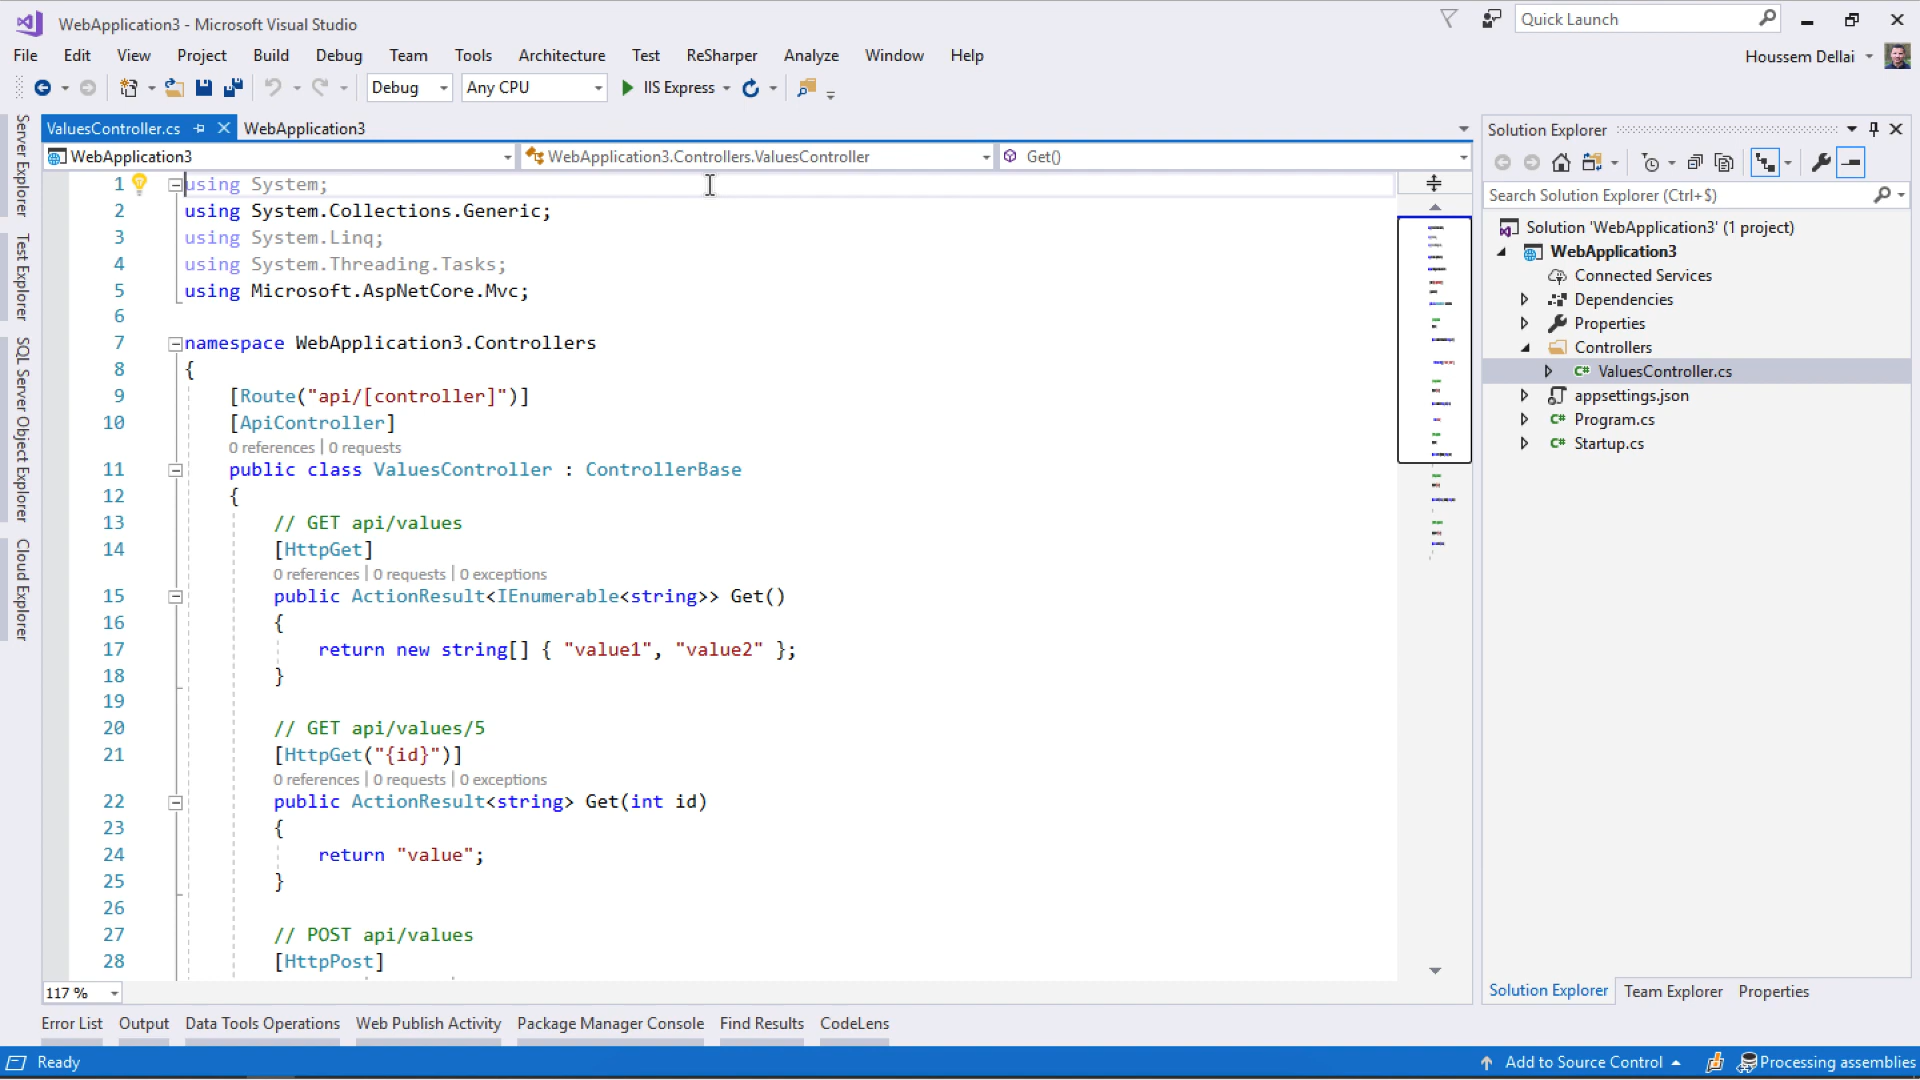 WebApplication3 - Microsoft Visual Studio
Quick Launch
File Edit View Project Build Debug Team Tools Architecture Test ReSharper Analyze Window Help
Houssem Dellai
Debug Any CPU IIS Express
Server Explorer
Test Explorer
SQL Server Object Explorer
Cloud Explorer
ValuesController.cs WebApplication3
WebApplication3 WebApplication3.Controllers.ValuesController Get()
1 using System;
2 using System.Collections.Generic;
3 using System.Linq;
4 using System.Threading.Tasks;
5 using Microsoft.AspNetCore.Mvc;
6
7 namespace WebApplication3.Controllers
8 {
9 [Route("api/[controller]")]
10 [ApiController]
0 references | 0 requests
11 public class ValuesController : ControllerBase
12 {
13 // GET api/values
14 [HttpGet]
0 references | 0 requests | 0 exceptions
15 public ActionResult<IEnumerable<string>> Get()
16 {
17 return new string[] { "value1", "value2" };
18 }
19
20 // GET api/values/5
21 [HttpGet("{id}")]
0 references | 0 requests | 0 exceptions
22 public ActionResult<string> Get(int id)
23 {
24 return "value";
25 }
26
27 // POST api/values
28 [HttpPost]
117 %
Solution Explorer
Search Solution Explorer (Ctrl+$)
Solution 'WebApplication3' (1 project)
WebApplication3
Connected Services
Dependencies
Properties
Controllers
C# ValuesController.cs
appsettings.json
C# Program.cs
C# Startup.cs
Solution Explorer Team Explorer Properties
Error List Output Data Tools Operations Web Publish Activity Package Manager Console Find Results CodeLens
Ready
Add to Source Control Processing assemblies